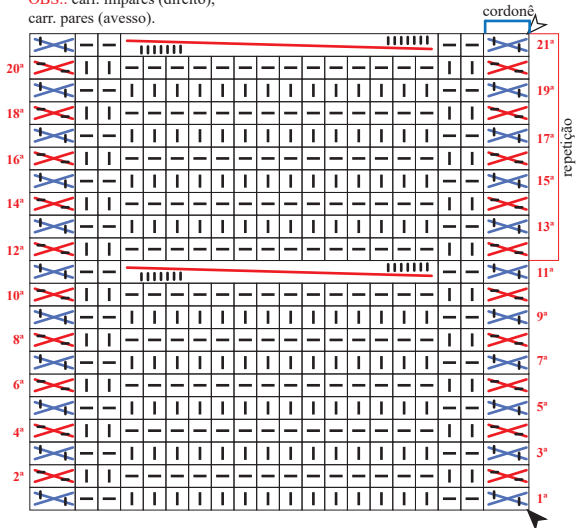 OBS.: carr. ímpares (direito);
carr. pares (avesso).
cordonê
21ª
20ª
19ª
18ª
17ª
16ª
15ª
14ª
13ª
12ª
11ª
10ª
9ª
8ª
7ª
6ª
5ª
4ª
3ª
2ª
1ª
repetição